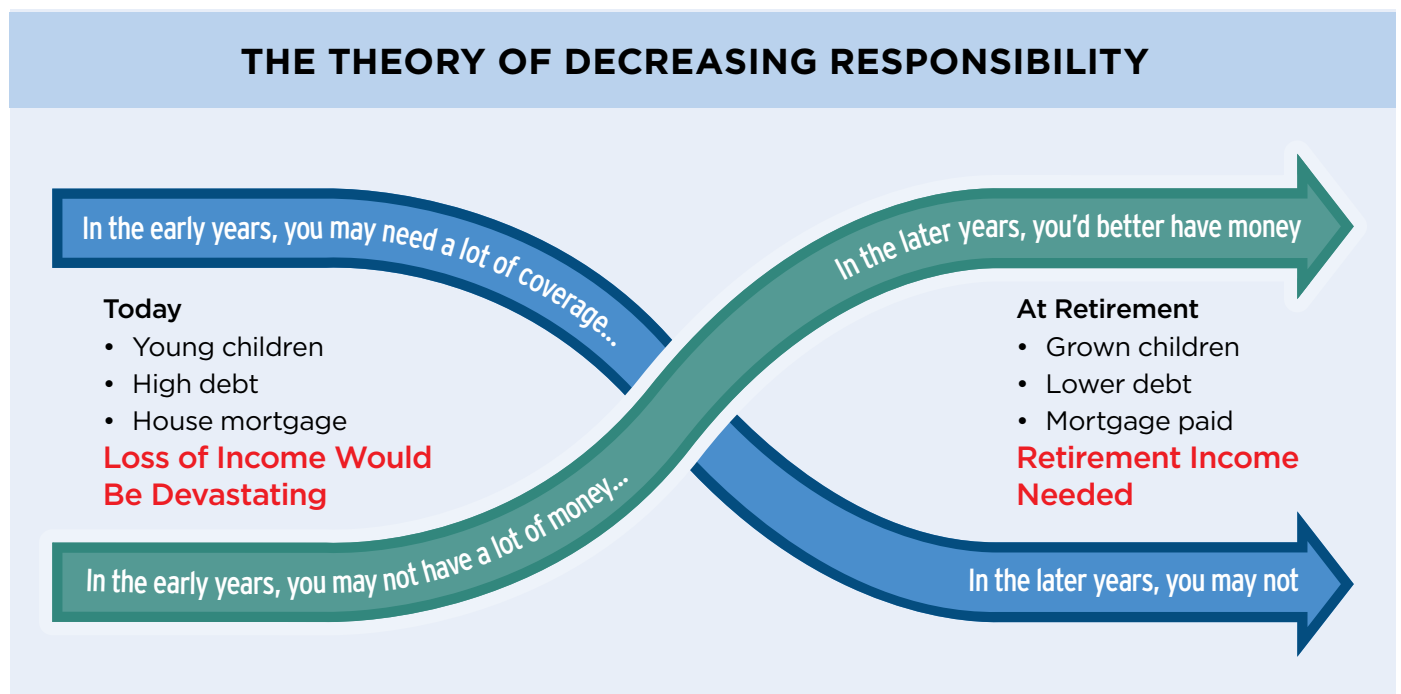 THE THEORY OF DECREASING RESPONSIBILITY
In the early years, you may need a lot of coverage...
In the later years, you'd better have money
Today
• Young children
• High debt
• House mortgage
Loss of Income Would
Be Devastating
At Retirement
• Grown children
• Lower debt
• Mortgage paid
Retirement Income
Needed
In the early years, you may not have a lot of money...
In the later years, you may not